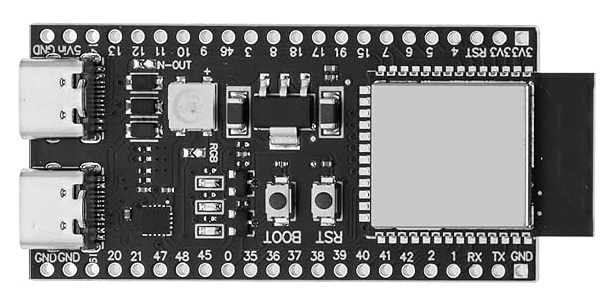 GND 5Vin 13 12 11 10 9 46 3 8 18 17 16 15 7 6 5 4 RST 3V3 3V3
IN-OUT
+
RGB
BOOT RST
GND GND 19 20 21 47 48 45 0 35 36 37 38 39 40 41 42 2 1 RX TX GND